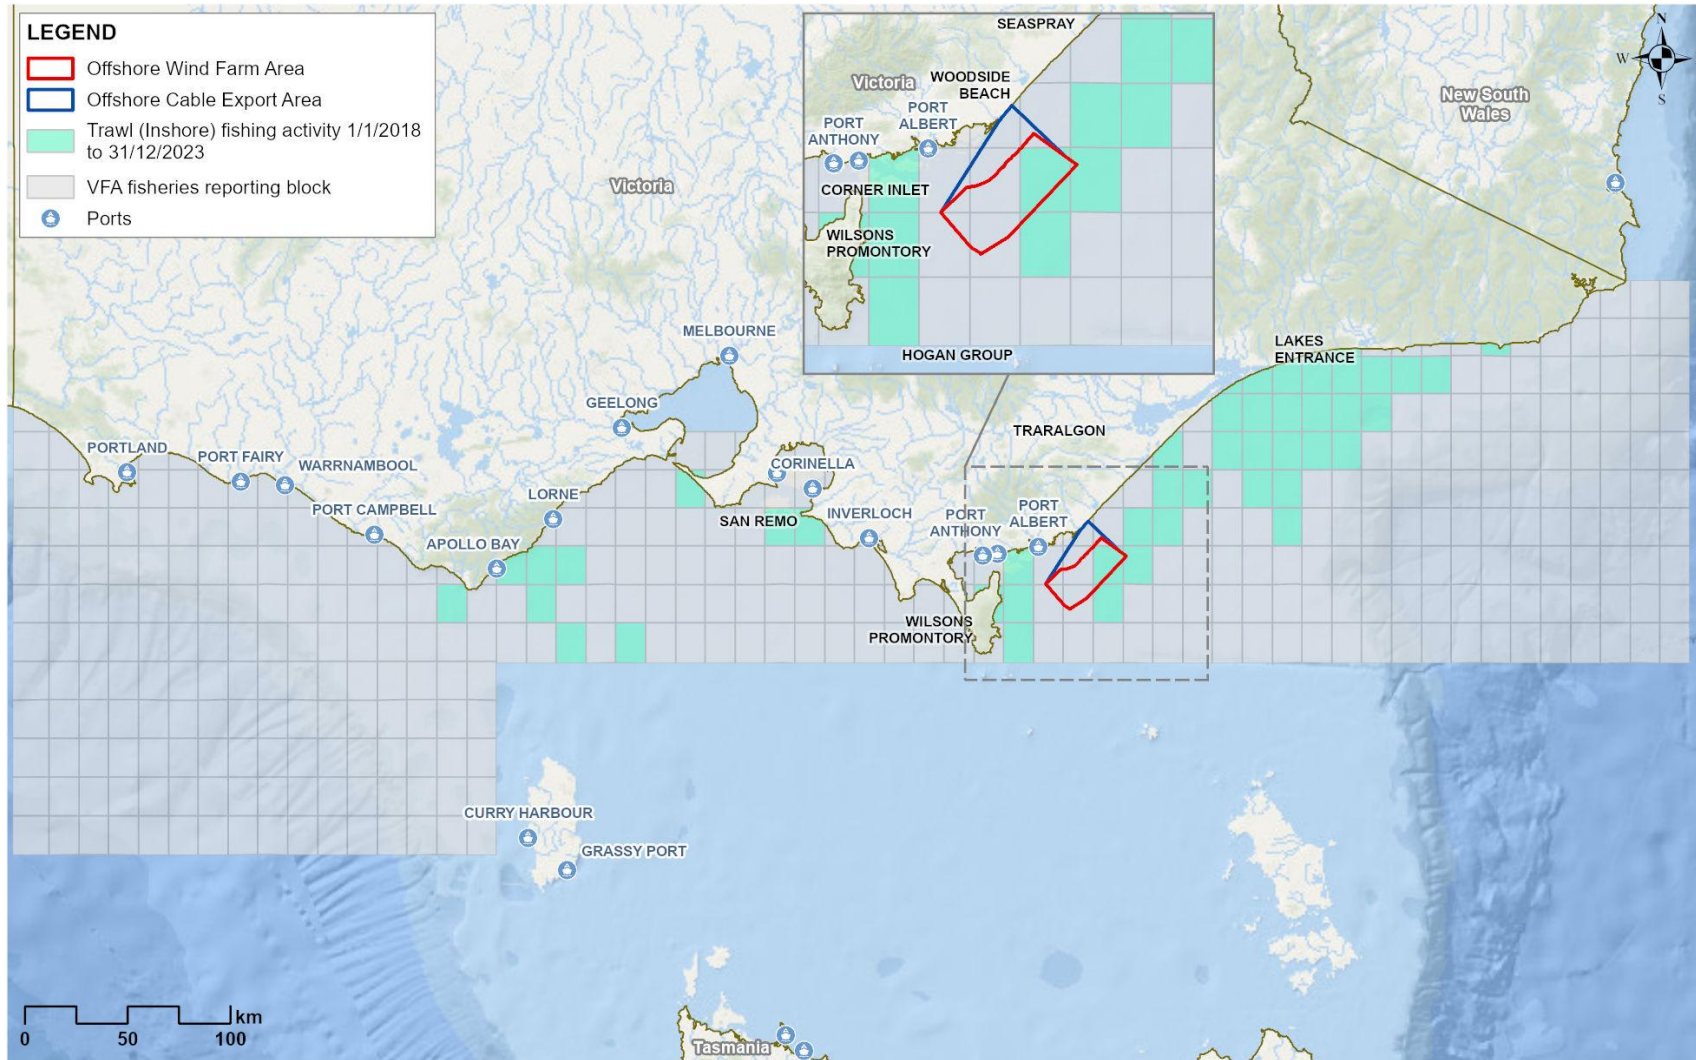 LEGEND
Offshore Wind Farm Area
Offshore Cable Export Area
Trawl (Inshore) fishing activity 1/1/2018
to 31/12/2023
VFA fisheries reporting block
Ports
SEASPRAY
Victoria
WOODSIDE
BEACH
PORT
ALBERT
PORT
ANTHONY
CORNER INLET
WILSONS
PROMONTORY
HOGAN GROUP
N
W
S
New South
Wales
Victoria
MELBOURNE
GEELONG
PORTLAND
PORT FAIRY
WARRNAMBOOL
PORT CAMPBELL
LORNE
APOLLO BAY
CORINELLA
SAN REMO
INVERLOCH
TRARALGON
LAKES
ENTRANCE
PORT
ANTHONY
PORT
ALBERT
WILSONS
PROMONTORY
CURRY HARBOUR
GRASSY PORT
Tasmania
km
0
50
100